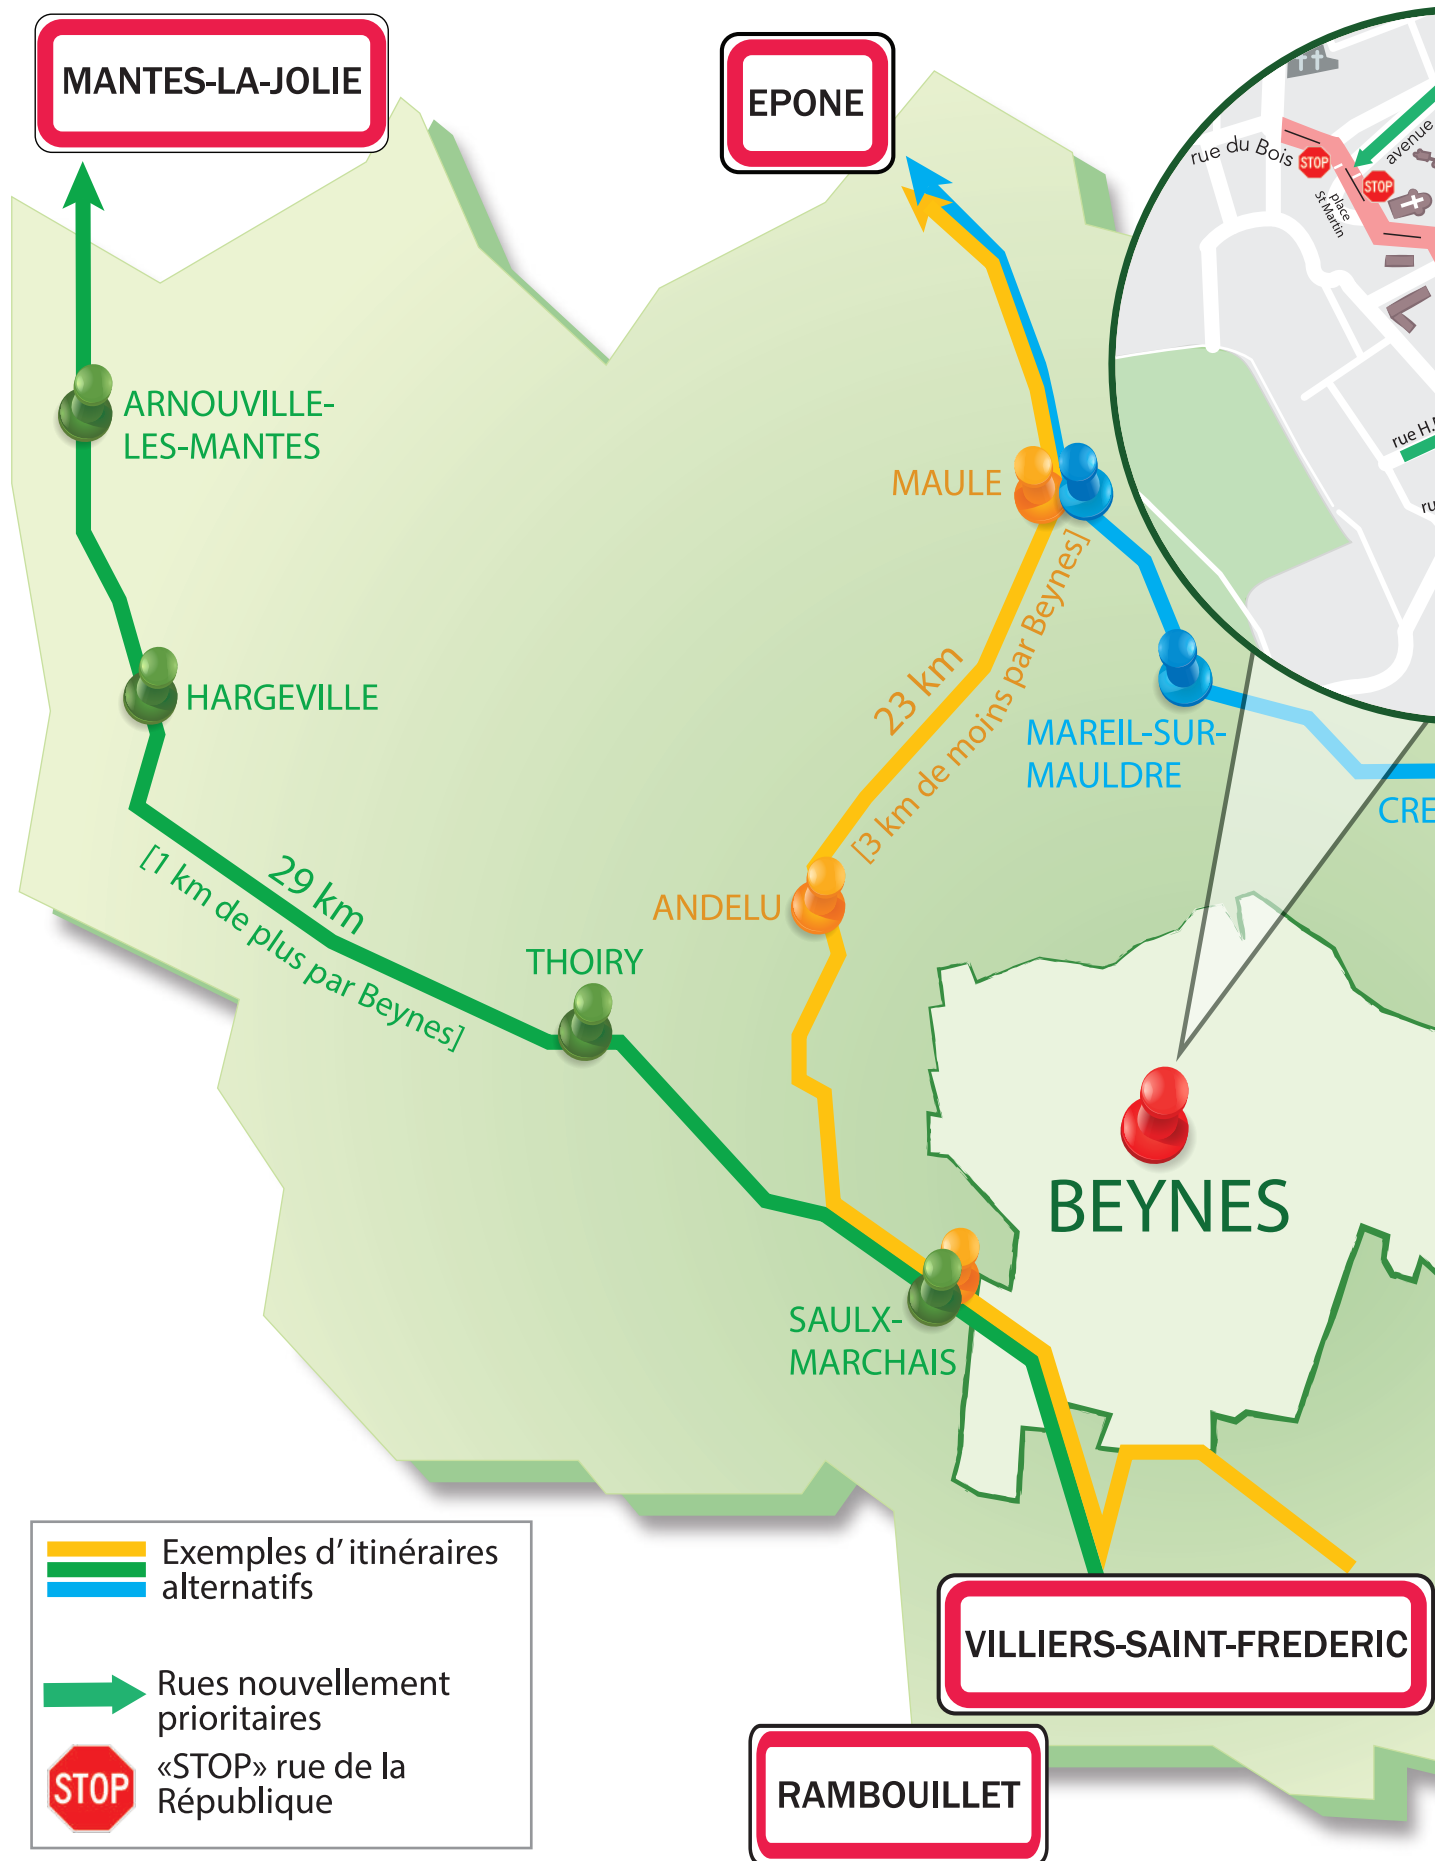 MANTES-LA-JOLIE
EPONE
rue du Bois
STOP
avenue
STOP
place
St Martin
ARNOUVILLE-
LES-MANTES
MAULE
HARGEVILLE
23 km
[3 km de moins par Beynes]
MAREIL-SUR-
MAULDRE
29 km
[1 km de plus par Beynes]
ANDELU
THOIRY
BEYNES
SAULX-
MARCHAIS
Exemples d’itinéraires
alternatifs
VILLIERS-SAINT-FREDERIC
Rues nouvellement
prioritaires
STOP
«STOP» rue de la
République
RAMBOUILLET
rue H.
CRE